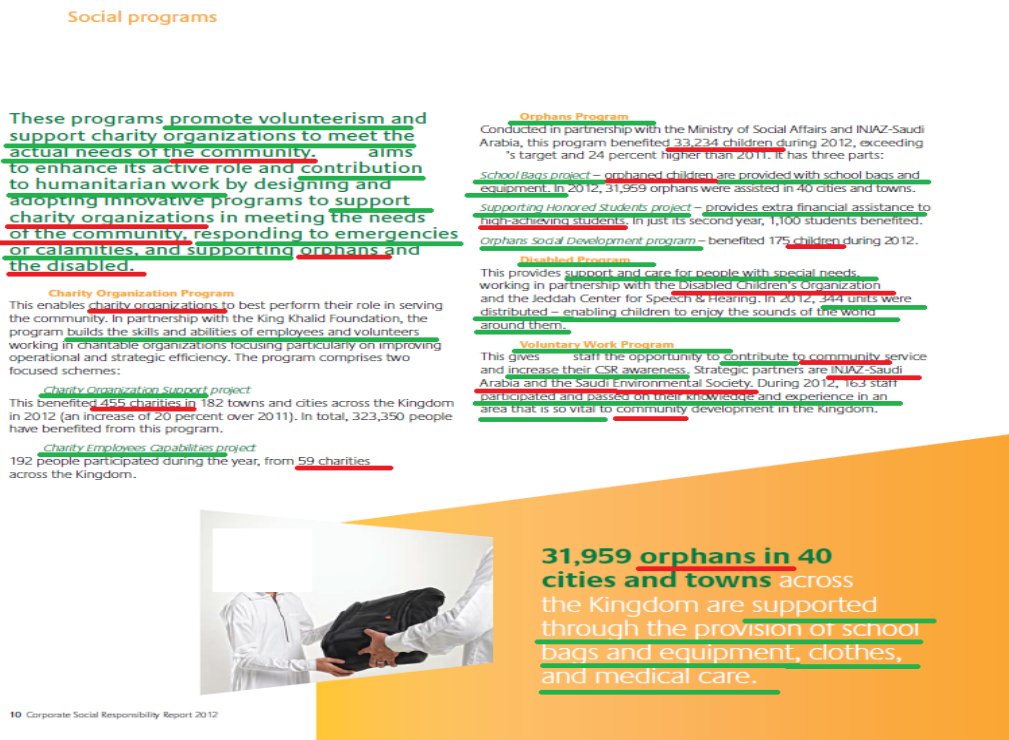 Social programs
These programs promote volunteerism and
support charity organizations to meet the
actual needs of the community. aims
to enhance its active role and contribution
to humanitarian work by designing and
adopting innovative programs to support
charity organizations in meeting the needs
of the community, responding to emergencies
or calamities, and supporting orphans and
the disabled.
Charity Organization Program
This enables charity organizations to best perform their role in serving
the community. In partnership with the King Khalid Foundation, the
program builds the skills and abilities of employees and volunteers
working in charitable organizations focusing particularly on improving
operational and strategic efficiency. The program comprises two
focused schemes:
Charity Organization Support project
This benefited 455 charities in 182 towns and cities across the Kingdom
in 2012 (an increase of 20 percent over 2011). In total, 323,350 people
have benefited from this program.
Charity Employees Capabilities project
192 people participated during the year, from 59 charities
across the Kingdom.
Orphans Program
Conducted in partnership with the Ministry of Social Affairs and INJAZ-Saudi
Arabia, this program benefited 33,234 children during 2012, exceeding
's target and 24 percent higher than 2011. It has three parts:
School Bags project – orphaned children are provided with school bags and
equipment. In 2012, 31,959 orphans were assisted in 40 cities and towns.
Supporting Honored Students project – provides extra financial assistance to
high-achieving students. In just its second year, 1,100 students benefited.
Orphans Social Development program – benefited 175 children during 2012.
Disabled Program
This provides support and care for people with special needs,
working in partnership with the Disabled Children's Organization
and the Jeddah Center for Speech & Hearing. In 2012, 344 units were
distributed – enabling children to enjoy the sounds of the world
around them.
Voluntary Work Program
This gives staff the opportunity to contribute to community service
and increase their CSR awareness. Strategic partners are INJAZ-Saudi
Arabia and the Saudi Environmental Society. During 2012, 163 staff
participated and passed on their knowledge and experience in an
area that is so vital to community development in the Kingdom.
31,959 orphans in 40
cities and towns across
the Kingdom are supported
through the provision of school
bags and equipment, clothes,
and medical care.
10 Corporate Social Responsibility Report 2012